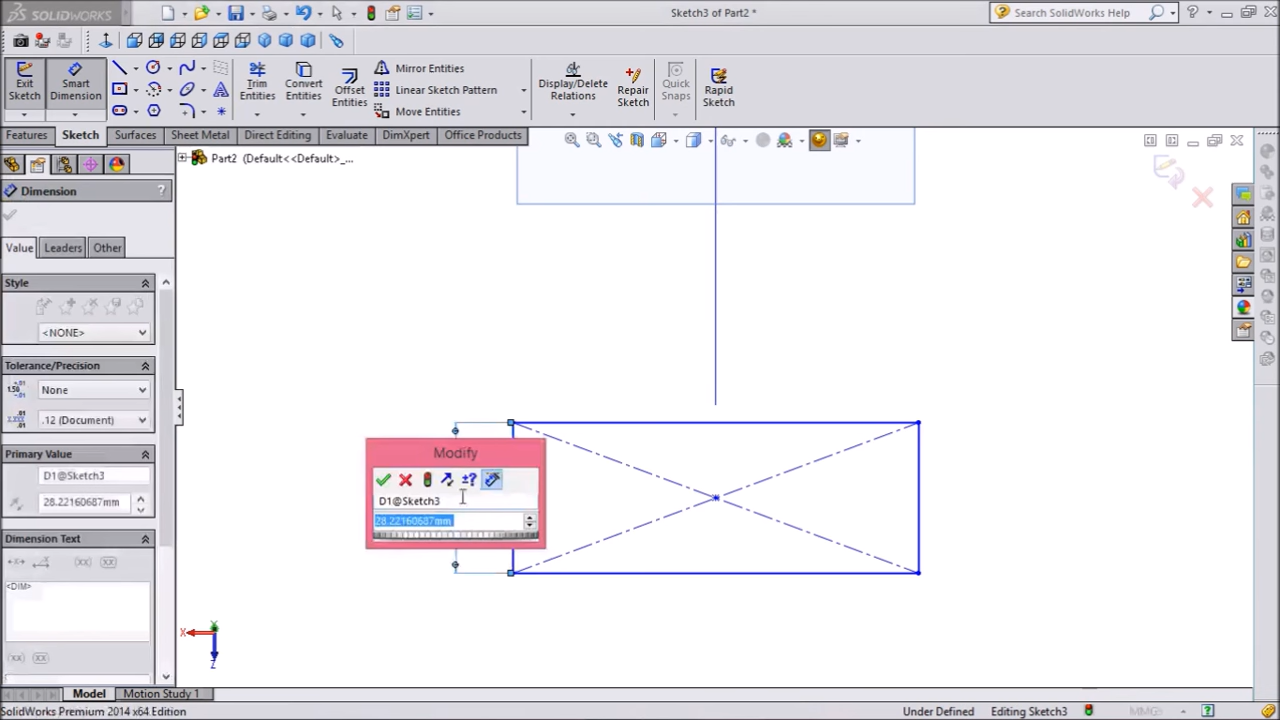 SOLIDWORKS
Sketch3 of Part2 *
Search SolidWorks Help
Exit Sketch
Smart Dimension
Trim Entities
Convert Entities
Offset Entities
Mirror Entities
Linear Sketch Pattern
Move Entities
Display/Delete Relations
Repair Sketch
Quick Snaps
Rapid Sketch
Features
Sketch
Surfaces
Sheet Metal
Direct Editing
Evaluate
DimXpert
Office Products
Part2 (Default<<Default>_...
Dimension
?
Value
Leaders
Other
Style
<NONE>
Tolerance/Precision
None
.12 (Document)
Primary Value
D1@Sketch3
28.22160687mm
Dimension Text
<DIM>
Modify
±?
D1@Sketch3
28.22160687mm
X
Y
Z
Model
Motion Study 1
SolidWorks Premium 2014 x64 Edition
Under Defined
Editing Sketch3
MMGS